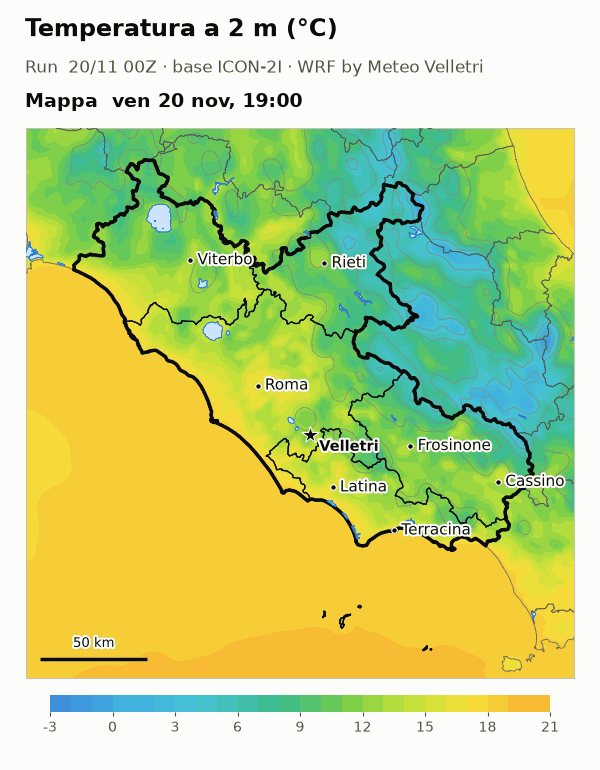 Temperatura a 2 m (°C)
Run  20/11 00Z · base ICON-2I · WRF by Meteo Velletri
Mappa  ven 20 nov, 19:00
Viterbo
Rieti
Roma
Velletri
Frosinone
Latina
Cassino
Terracina
50 km
-3 0 3 6 9 12 15 18 21